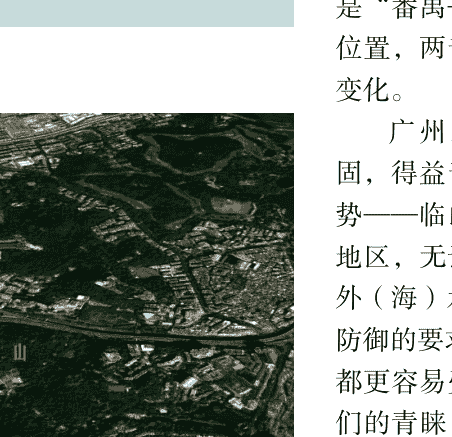 山
是“番禺
位置，两
变化。
广州
固，得益
势——临
地区，无
外（海）
防御的要
都更容易
们的青睐